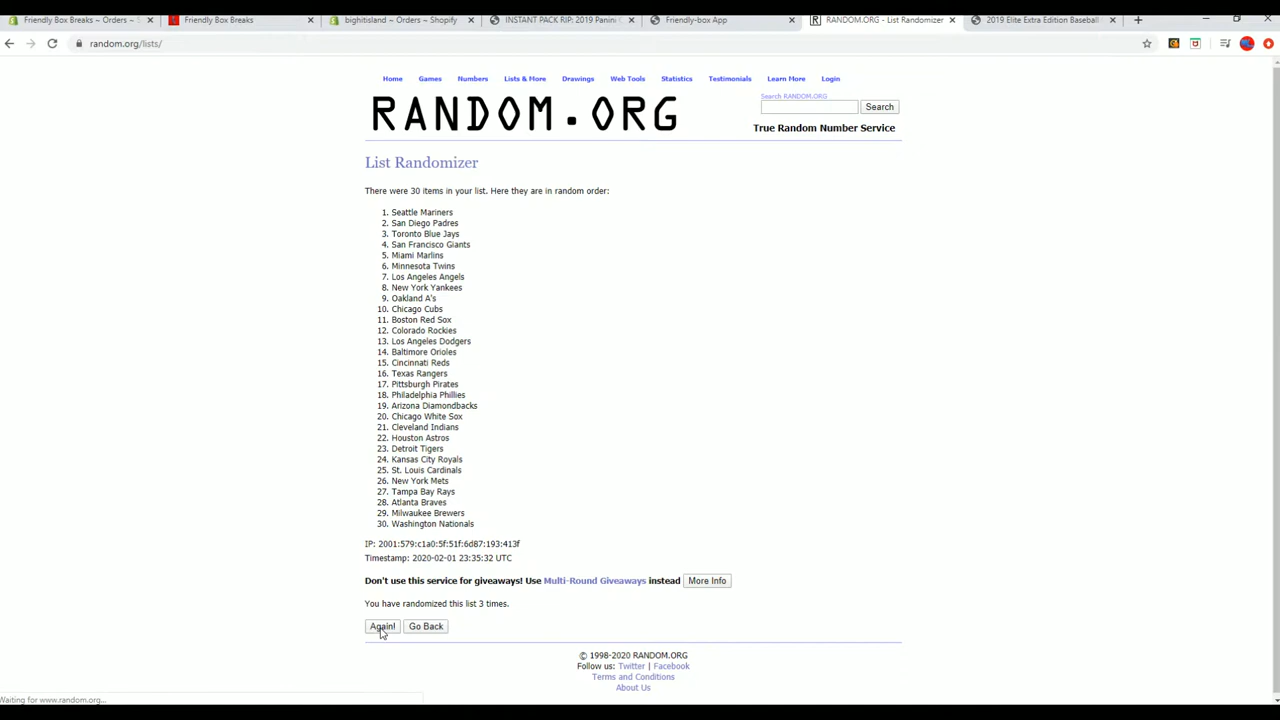 Friendly Box Breaks ~ Orders ~ S
Friendly Box Breaks
bighitisland ~ Orders ~ Shopify
INSTANT PACK RIP: 2019 Panini C
Friendly-box App
RANDOM.ORG - List Randomizer
2019 Elite Extra Edition Baseball
random.org/lists/
Home Games Numbers Lists & More Drawings Web Tools Statistics Testimonials Learn More Login
Search RANDOM.ORG
RANDOM.ORG
Search
True Random Number Service
List Randomizer
There were 30 items in your list. Here they are in random order:
1. Seattle Mariners
2. San Diego Padres
3. Toronto Blue Jays
4. San Francisco Giants
5. Miami Marlins
6. Minnesota Twins
7. Los Angeles Angels
8. New York Yankees
9. Oakland A's
10. Chicago Cubs
11. Boston Red Sox
12. Colorado Rockies
13. Los Angeles Dodgers
14. Baltimore Orioles
15. Cincinnati Reds
16. Texas Rangers
17. Pittsburgh Pirates
18. Philadelphia Phillies
19. Arizona Diamondbacks
20. Chicago White Sox
21. Cleveland Indians
22. Houston Astros
23. Detroit Tigers
24. Kansas City Royals
25. St. Louis Cardinals
26. New York Mets
27. Tampa Bay Rays
28. Atlanta Braves
29. Milwaukee Brewers
30. Washington Nationals
IP: 2001:579:c1a0:5f:51f:6d87:193:413f
Timestamp: 2020-02-01 23:35:32 UTC
Don't use this service for giveaways! Use Multi-Round Giveaways instead More Info
You have randomized this list 3 times.
Again! Go Back
© 1998-2020 RANDOM.ORG
Follow us: Twitter | Facebook
Terms and Conditions
About Us
Waiting for www.random.org...